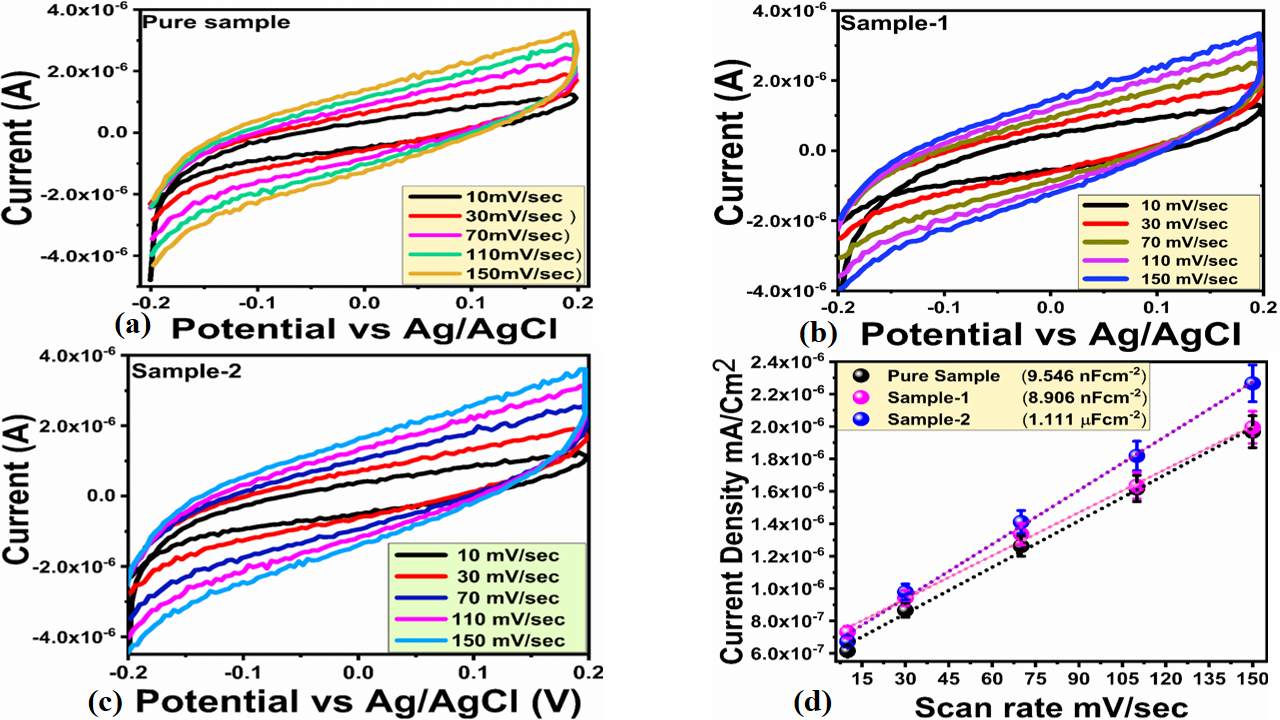 Pure sample
4.0x10-6
2.0x10-6
0.0
-2.0x10-6
-4.0x10-6
Current (A)
10mV/sec
30mV/sec )
70mV/sec)
110mV/sec)
150mV/sec)
-0.2
-0.1
0.0
0.1
0.2
(a)
Potential vs Ag/AgCl
Sample-1
4.0x10-6
2.0x10-6
0.0
-2.0x10-6
-4.0x10-6
Current (A)
10 mV/sec
30 mV/sec
70 mV/sec
110 mV/sec
150 mV/sec
-0.2
-0.1
0.0
0.1
0.2
(b)
Potential vs Ag/AgCl
Sample-2
4.0x10-6
2.0x10-6
0.0
-2.0x10-6
-4.0x10-6
Current (A)
10 mV/sec
30 mV/sec
70 mV/sec
110 mV/sec
150 mV/sec
-0.2
-0.1
0.0
0.1
0.2
(c)
Potential vs Ag/AgCl (V)
2.4x10-6
2.2x10-6
2.0x10-6
1.8x10-6
1.6x10-6
1.4x10-6
1.2x10-6
1.0x10-6
8.0x10-7
6.0x10-7
Current Density mA/Cm2
Pure Sample (9.546 nFcm-2)
Sample-1 (8.906 nFcm-2)
Sample-2 (1.111 µFcm-2)
15 30 45 60 75 90 105 120 135 150
(d)
Scan rate mV/sec